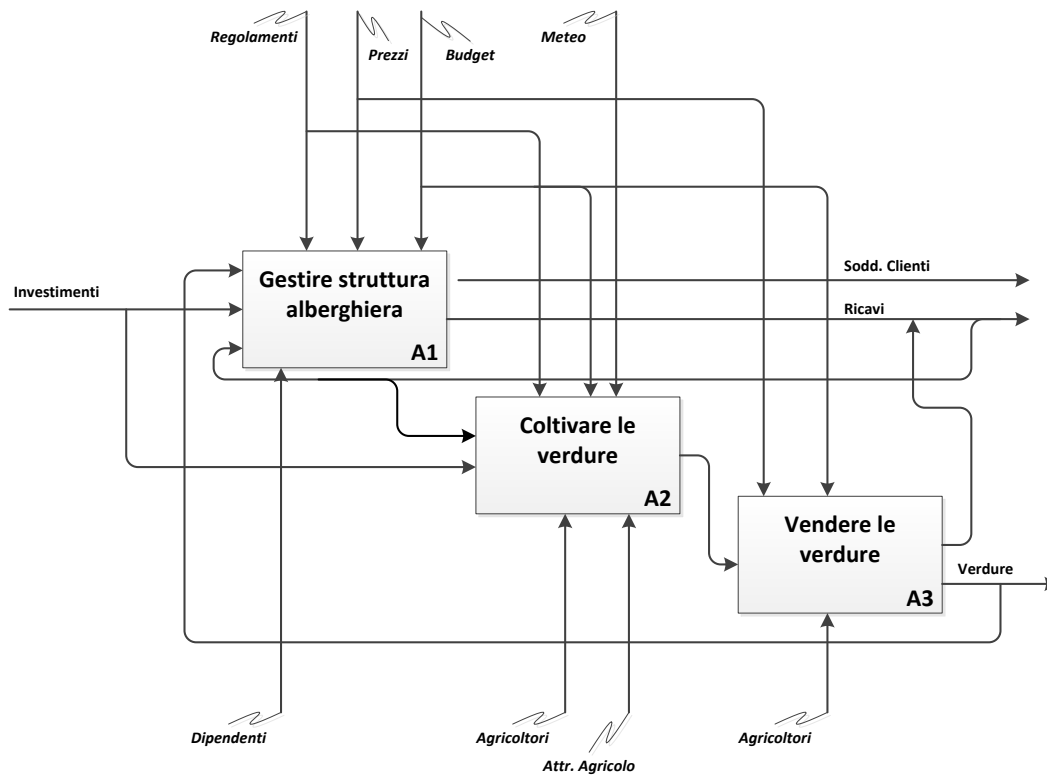 Regolamenti
Prezzi
Budget
Meteo
Gestire struttura
alberghiera
A1
Sodd. Clienti
Investimenti
Ricavi
Coltivare le
verdure
A2
Vendere le
verdure
A3
Verdure
Dipendenti
Agricoltori
Agricoltori
Attr. Agricolo